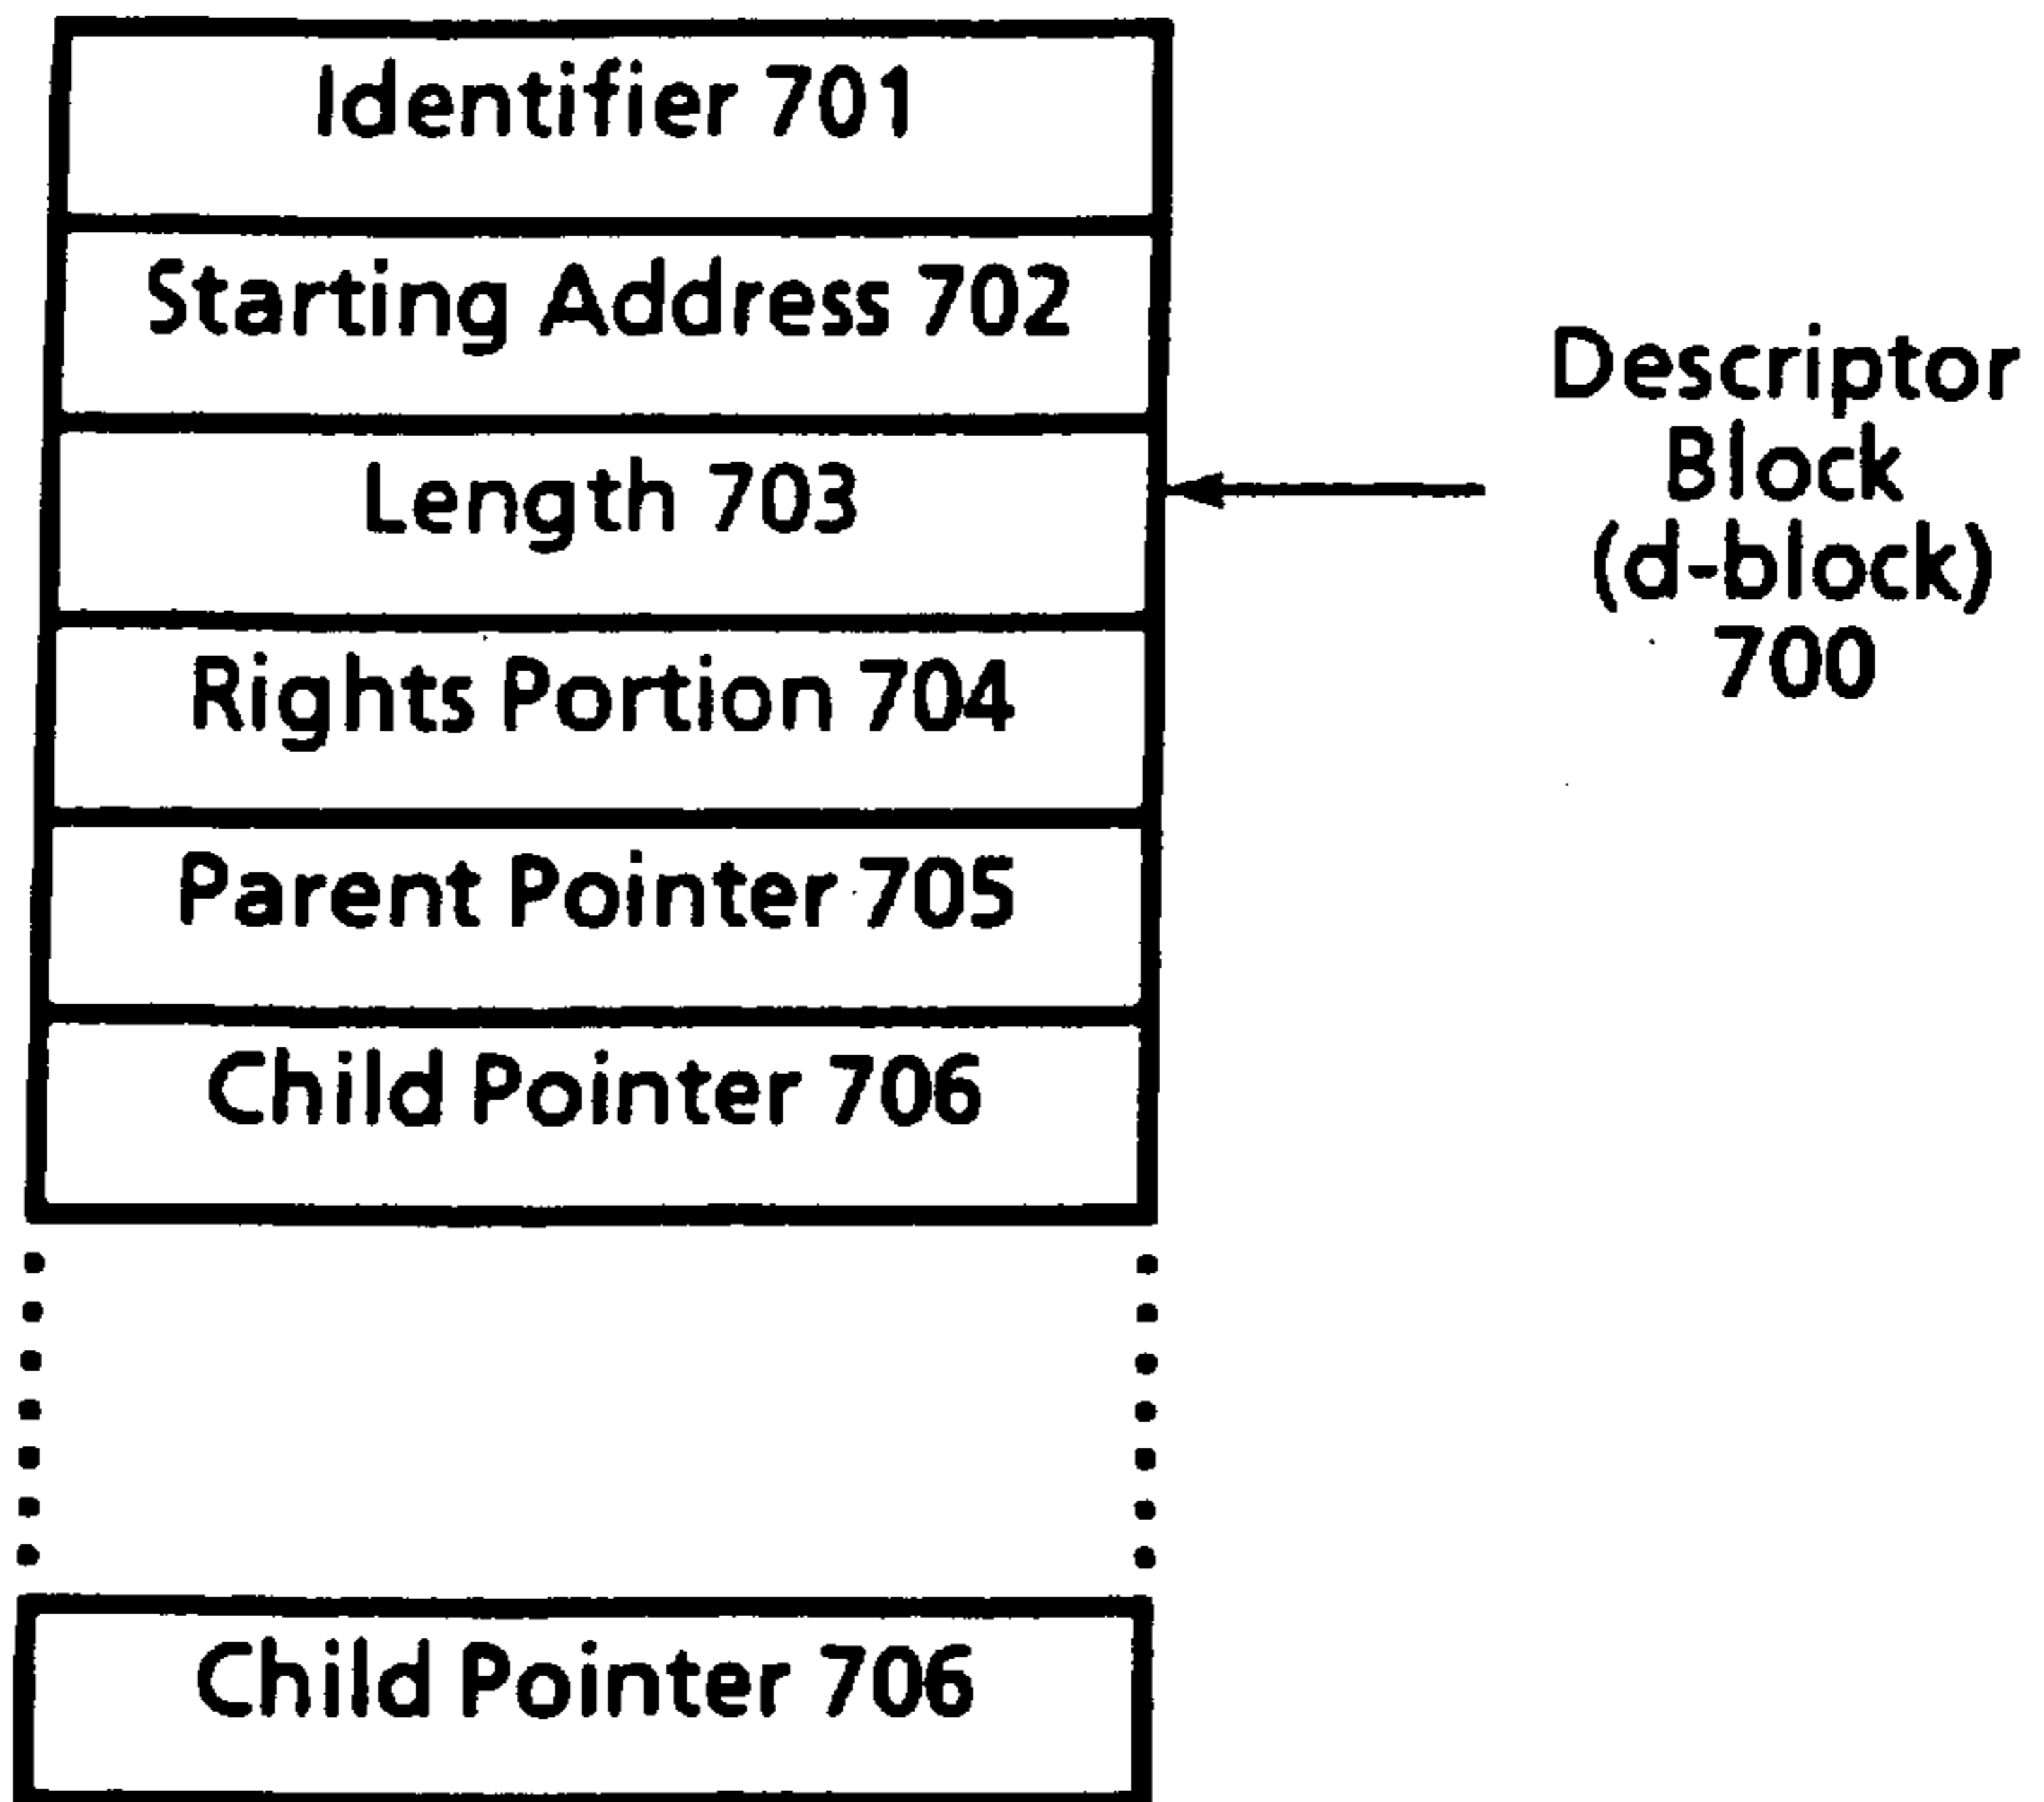 Identifier 701
Starting Address 702
Length 703
Rights Portion 704
Parent Pointer 705
Child Pointer 706
Child Pointer 706
Descriptor
Block
(d-block)
700